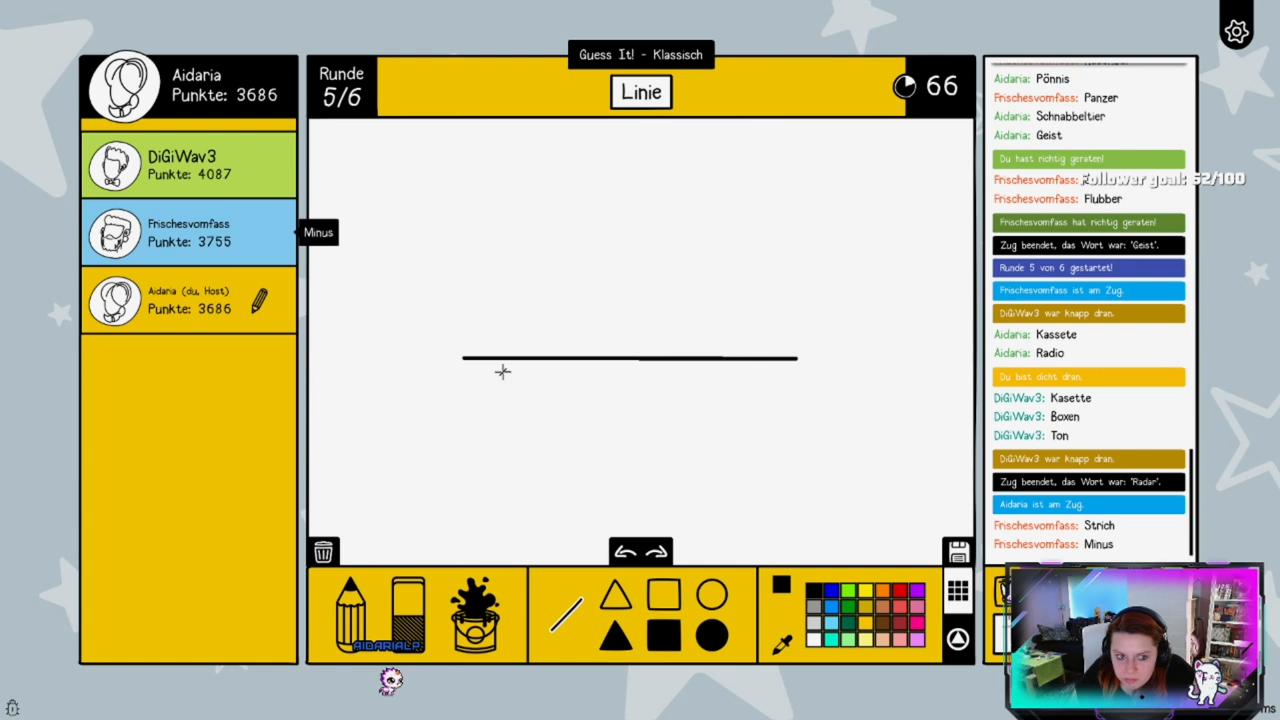 Guess It! - Klassisch
Aidaria
Punkte: 3686
Runde
5/6
Linie
66
DiGiWav3
Punkte: 4087
Frischesvomfass
Punkte: 3755
Minus
Aidaria (du, Host)
Punkte: 3686
Aidaria: Pönnis
Frischesvomfass: Panzer
Aidaria: Schnabbeltier
Aidaria: Geist
Du hast richtig geraten!
Frischesvomfass:
Follower goal: 52/100
Frischesvomfass: Flubber
Frischesvomfass hat richtig geraten!
Zug beendet, das Wort war: 'Geist'.
Runde 5 von 6 gestartet!
Frischesvomfass ist am Zug.
DiGiWav3 war knapp dran.
Aidaria: Kassete
Aidaria: Radio
Du bist dicht dran.
DiGiWav3: Kasette
DiGiWav3: Boxen
DiGiWav3: Ton
DiGiWav3 war knapp dran.
Zug beendet, das Wort war: 'Radar'.
Aidaria ist am Zug.
Frischesvomfass: Strich
Frischesvomfass: Minus
AIDARIALP
ms